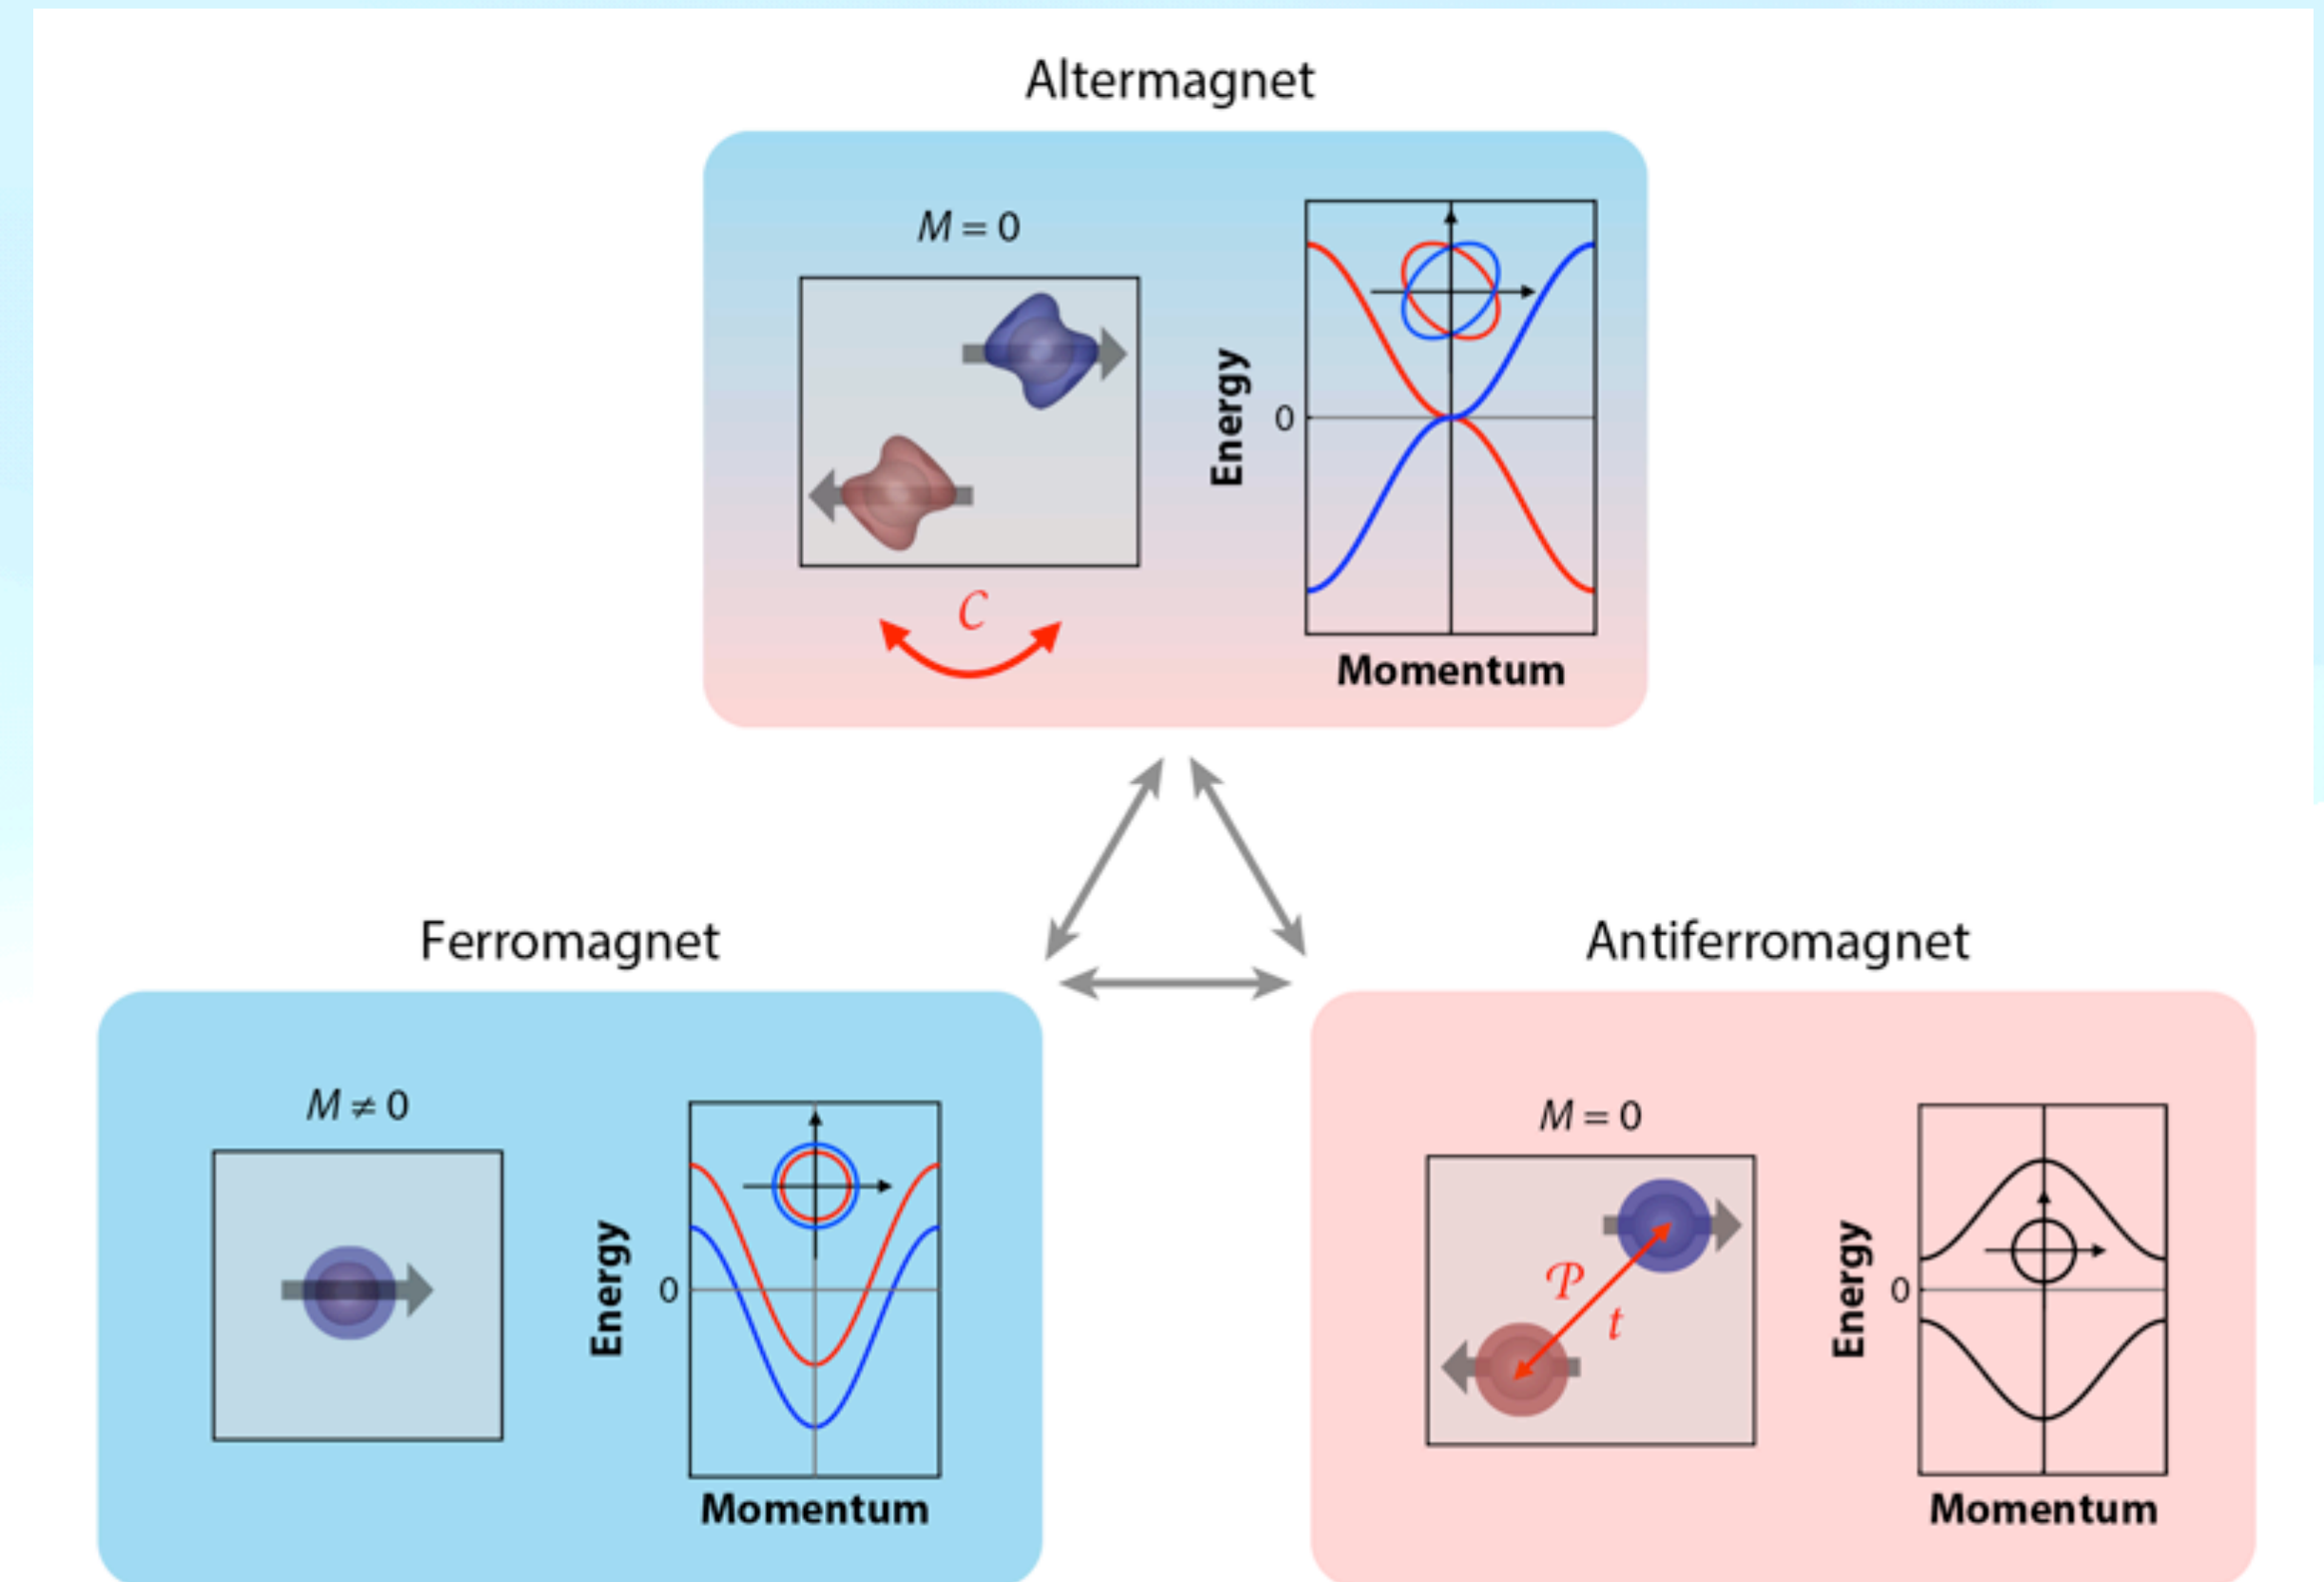 Altermagnet
M = 0
Energy
0
C
Momentum
Ferromagnet
Antiferromagnet
M ≠ 0
Energy
0
Momentum
M = 0
P
t
Energy
0
Momentum